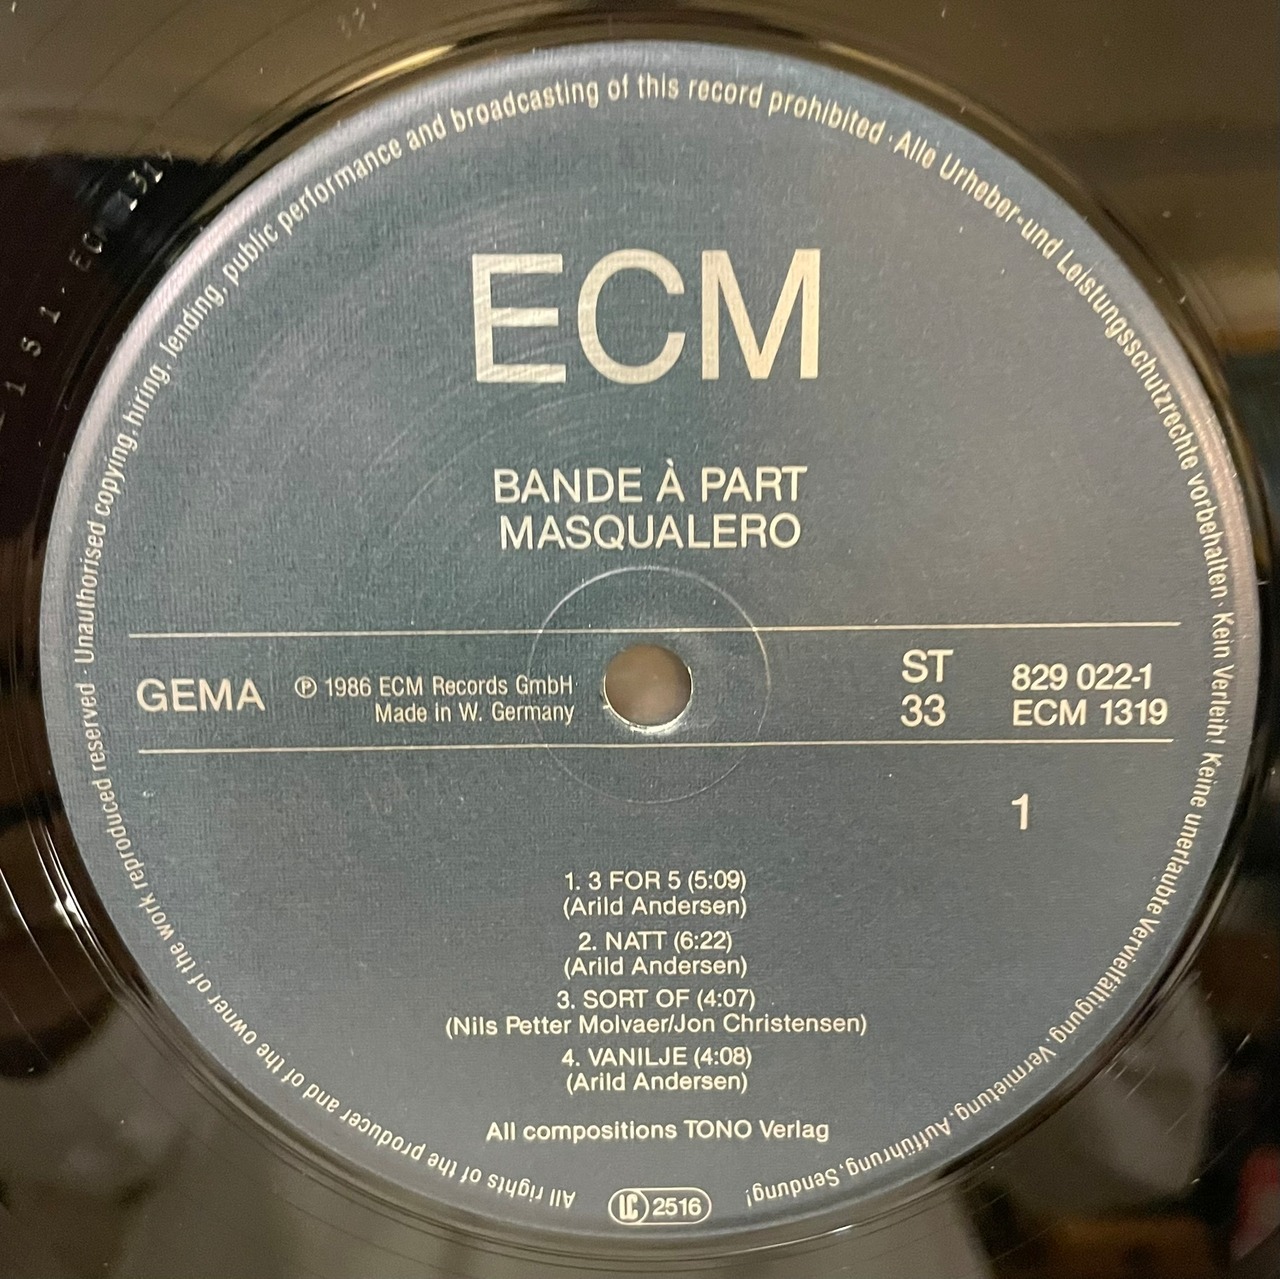 ECM
BANDE À PART
MASQUALERO
GEMA
℗ 1986 ECM Records GmbH
Made in W. Germany
ST
33
829 022-1
ECM 1319
1
1. 3 FOR 5 (5:09)
(Arild Andersen)
2. NATT (6:22)
(Arild Andersen)
3. SORT OF (4:07)
(Nils Petter Molvaer/Jon Christensen)
4. VANILJE (4:08)
(Arild Andersen)
All compositions TONO Verlag
LC 2516
All rights of the producer and of the owner of the work reproduced reserved · Unauthorised copying, hiring, lending, public performance and broadcasting of this record prohibited · Alle Urheber- und Leistungsschutzrechte vorbehalten · Kein Verleih! Keine unerlaubte Vervielfältigung, Vermietung, Aufführung, Sendung!